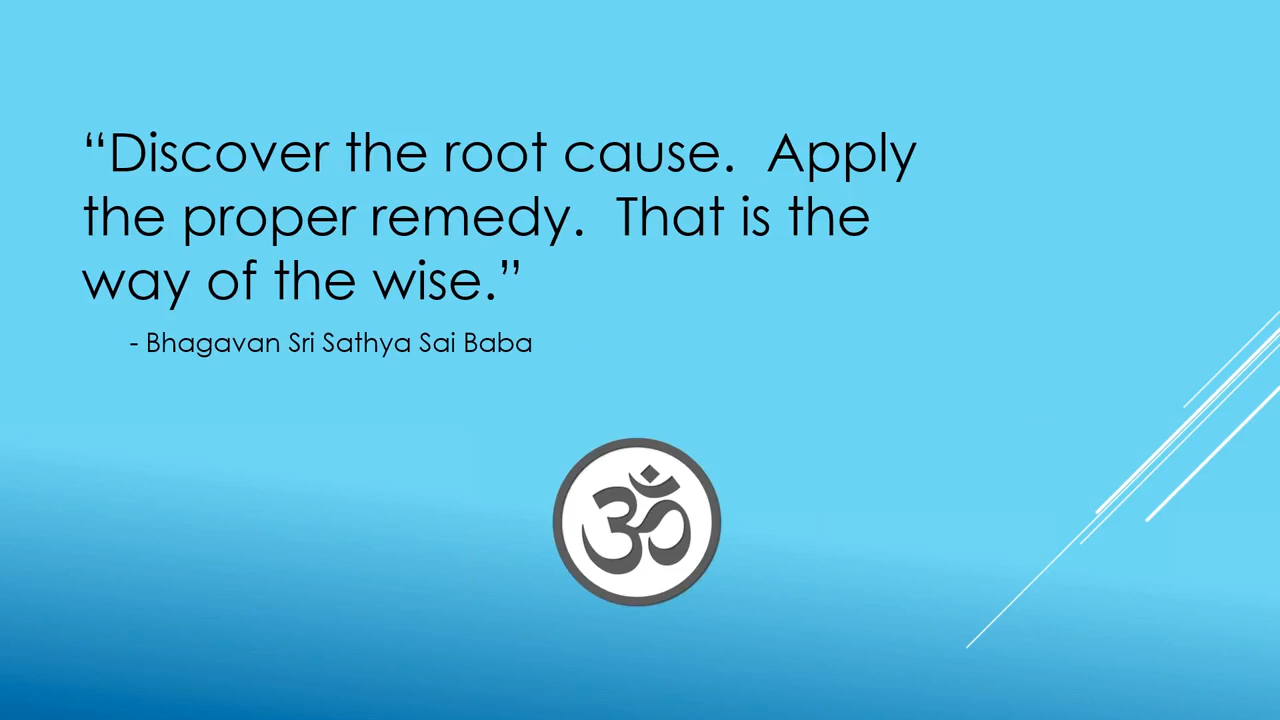 “Discover the root cause.  Apply
the proper remedy.  That is the
way of the wise.”
- Bhagavan Sri Sathya Sai Baba
ॐ